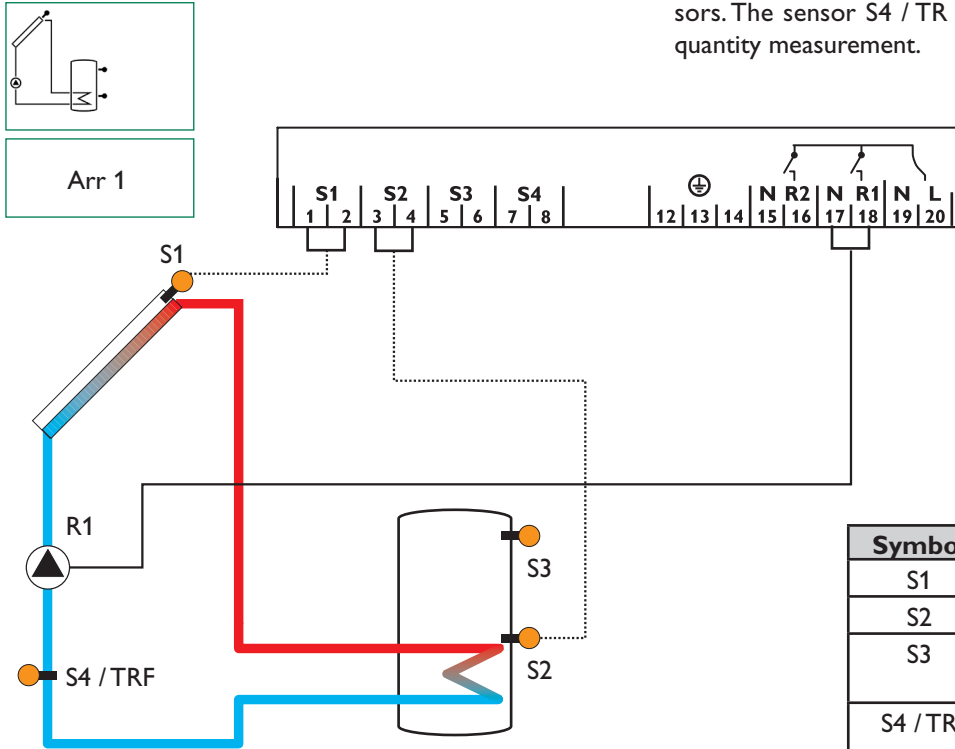 sors. The sensor S4 / TR
quantity measurement.
Arr 1
S1 S2 S3 S4 N R2 N R1 N L
1 2 3 4 5 6 7 8 12 13 14 15 16 17 18 19 20
S1
R1
S3
S2
S4 / TRF
Symbo
S1
S2
S3
S4 / TR